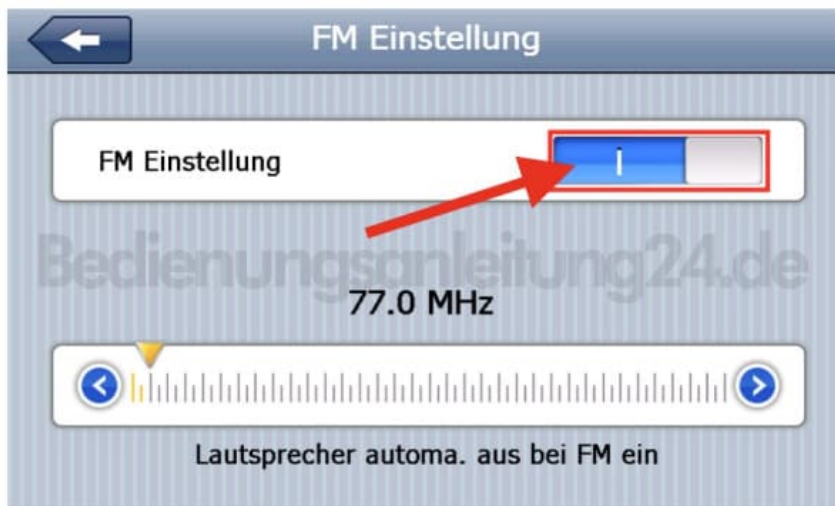 FM Einstellung
FM Einstellung
Bedienungsanleitung24.de
77.0 MHz
Lautsprecher automa. aus bei FM ein